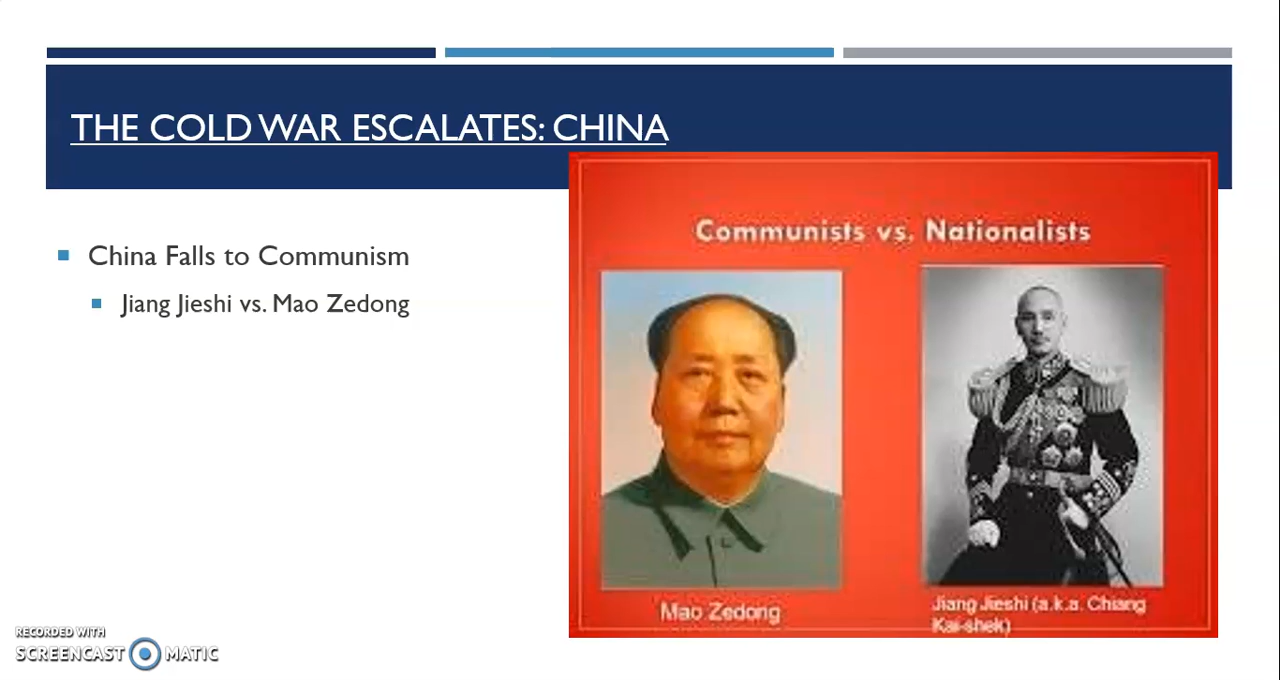 THE COLD WAR ESCALATES: CHINA
China Falls to Communism
Jiang Jieshi vs. Mao Zedong
Communists vs. Nationalists
Mao Zedong
Jiang Jieshi (a.k.a. Chiang
Kai-shek)
RECORDED WITH
SCREENCAST MATIC